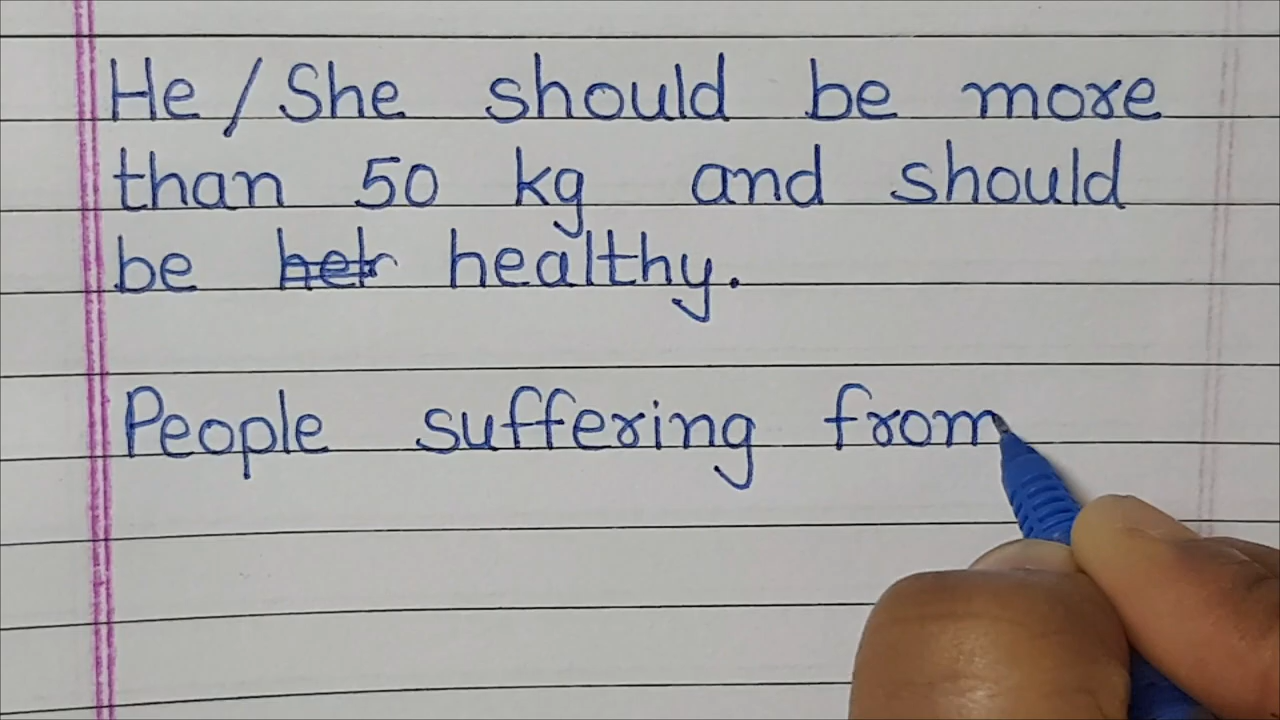 He / She should be more
than 50 kg and should
be healthy.
People suffering from